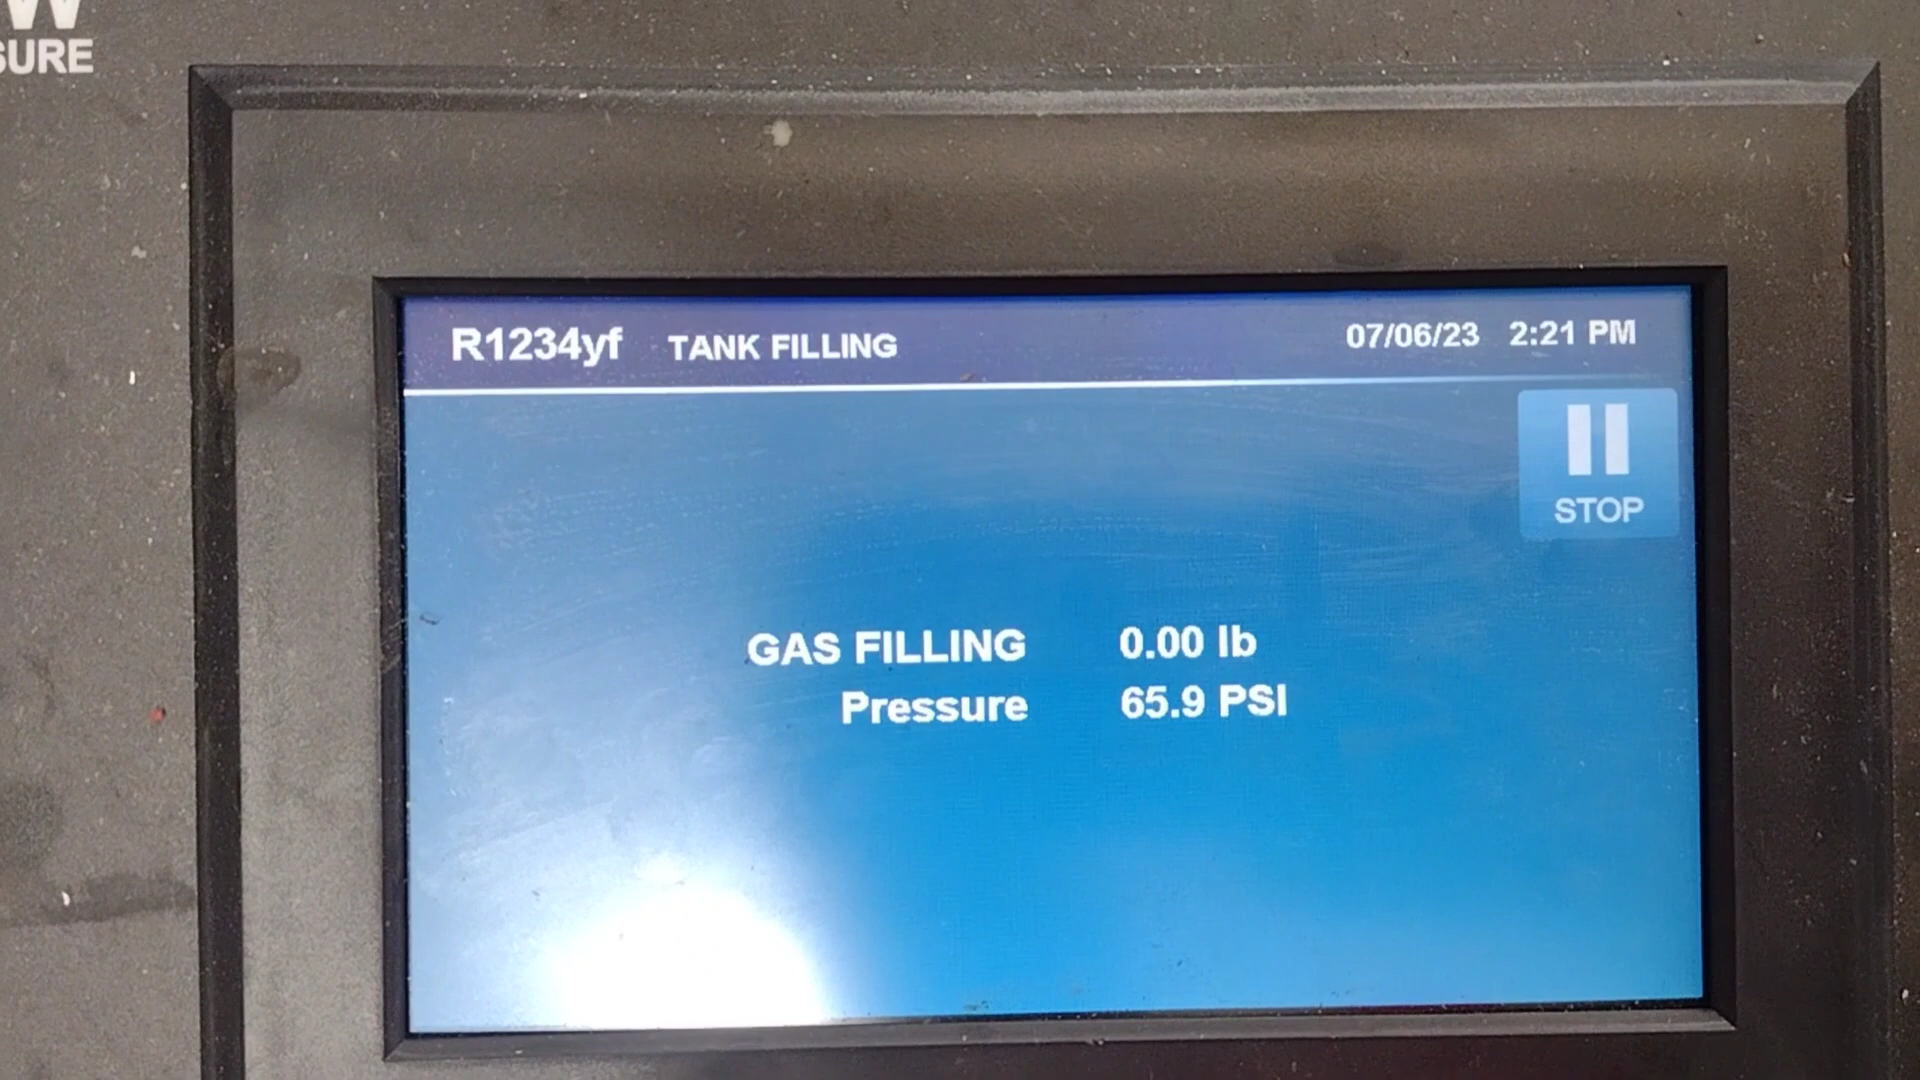 SURE
R1234yf TANK FILLING 07/06/23 2:21 PM
STOP
GAS FILLING 0.00 lb
Pressure 65.9 PSI